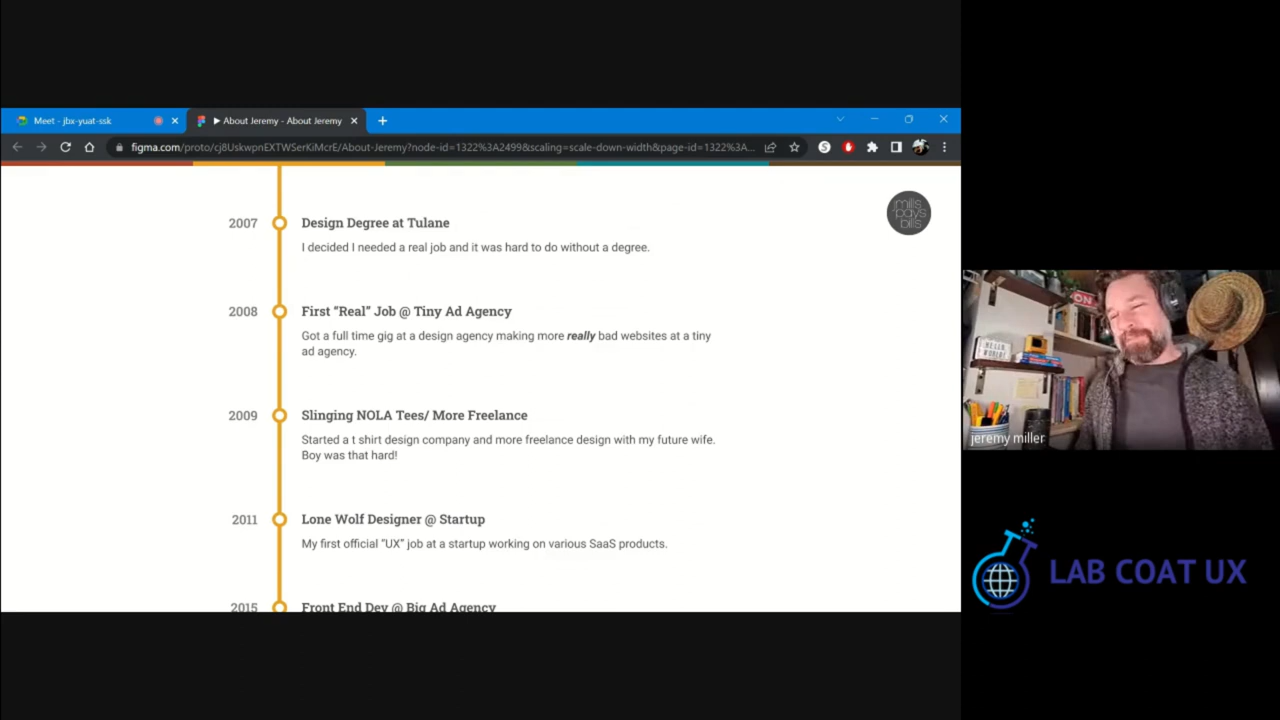 Meet - jbx-yuat-ssk
▶ About Jeremy - About Jeremy
figma.com/proto/cj8UskwpnEXTWSerKiMcrE/About-Jeremy?node-id=1322%3A2499&scaling=scale-down-width&page-id=1322%3A...
mills
pays
bills
2007
Design Degree at Tulane
I decided I needed a real job and it was hard to do without a degree.
2008
First “Real” Job @ Tiny Ad Agency
Got a full time gig at a design agency making more really bad websites at a tiny
ad agency.
2009
Slinging NOLA Tees/ More Freelance
Started a t shirt design company and more freelance design with my future wife.
Boy was that hard!
2011
Lone Wolf Designer @ Startup
My first official “UX” job at a startup working on various SaaS products.
2015
Front End Dev @ Big Ad Agency
ON
HELLO,
WORLD!
jeremy miller
LAB COAT UX